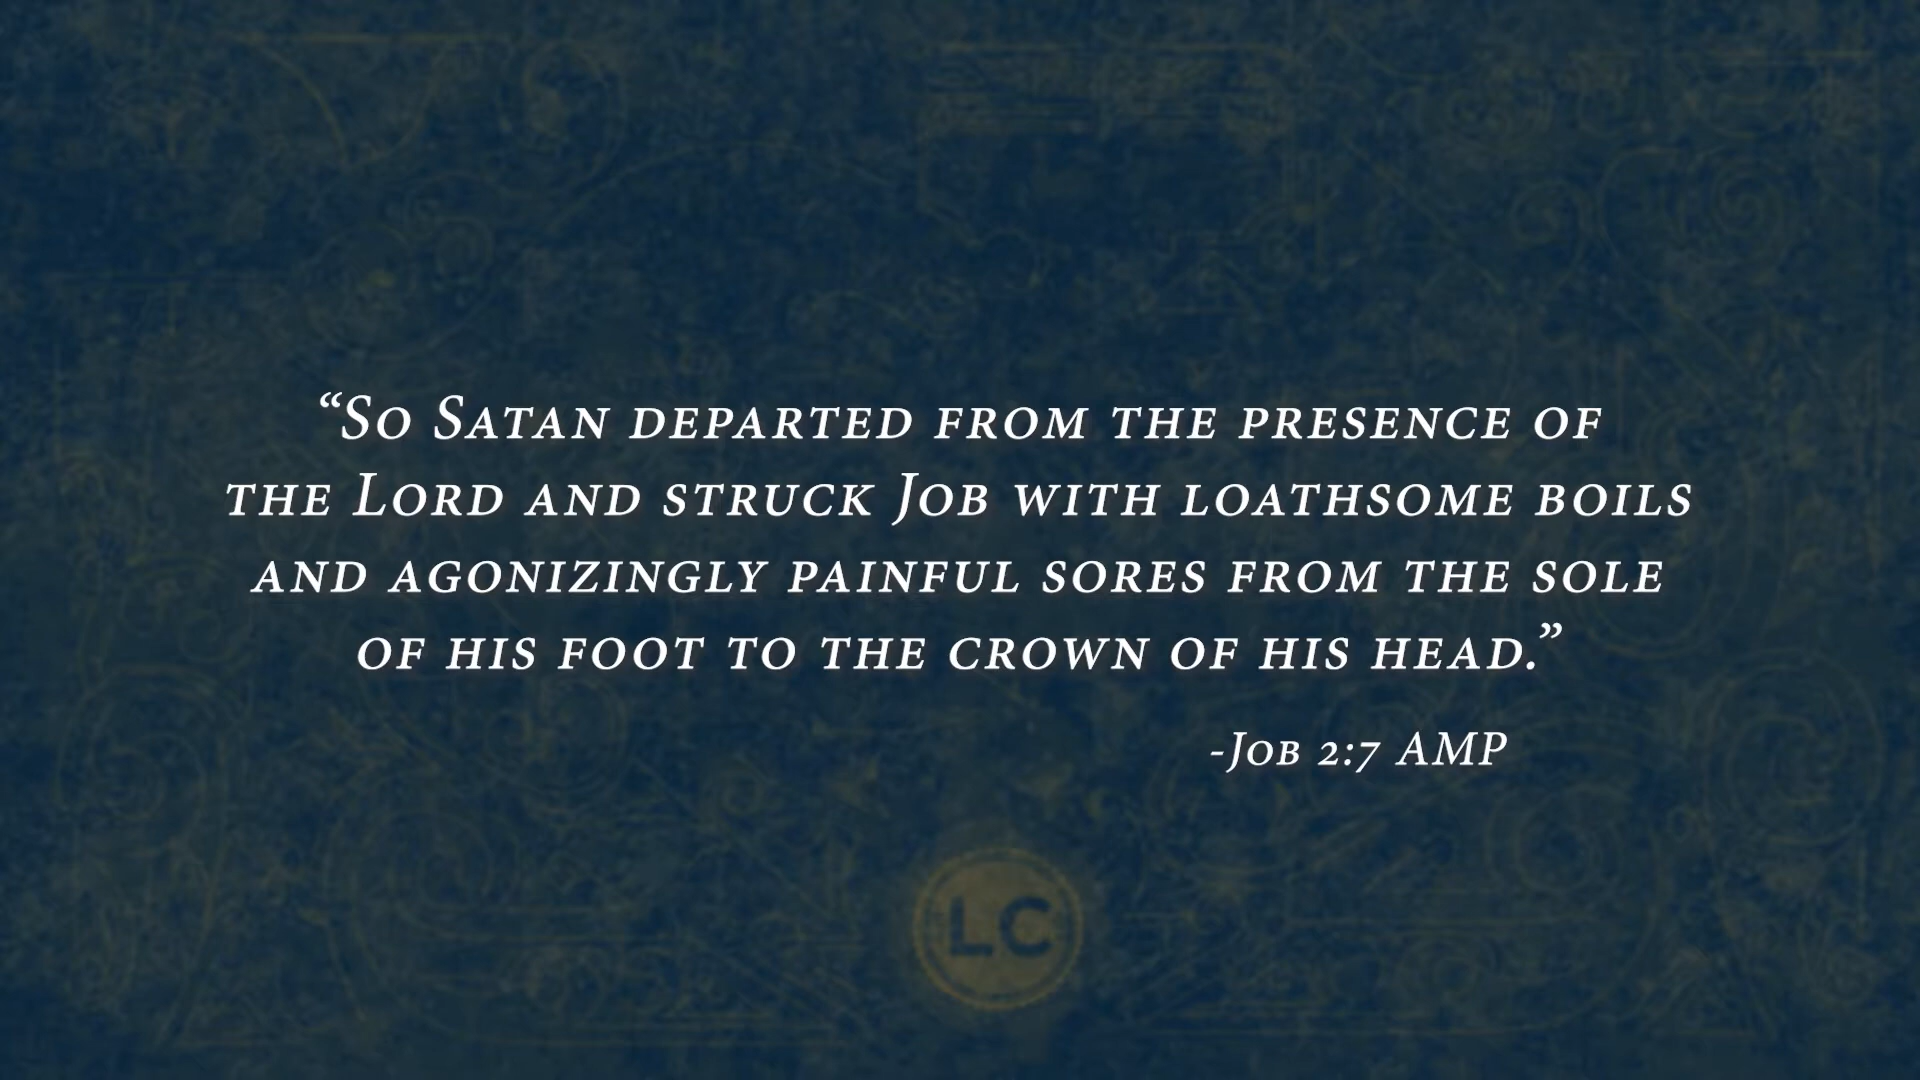 “So Satan departed from the presence of
the Lord and struck Job with loathsome boils
and agonizingly painful sores from the sole
of his foot to the crown of his head.”
-Job 2:7 AMP
LC